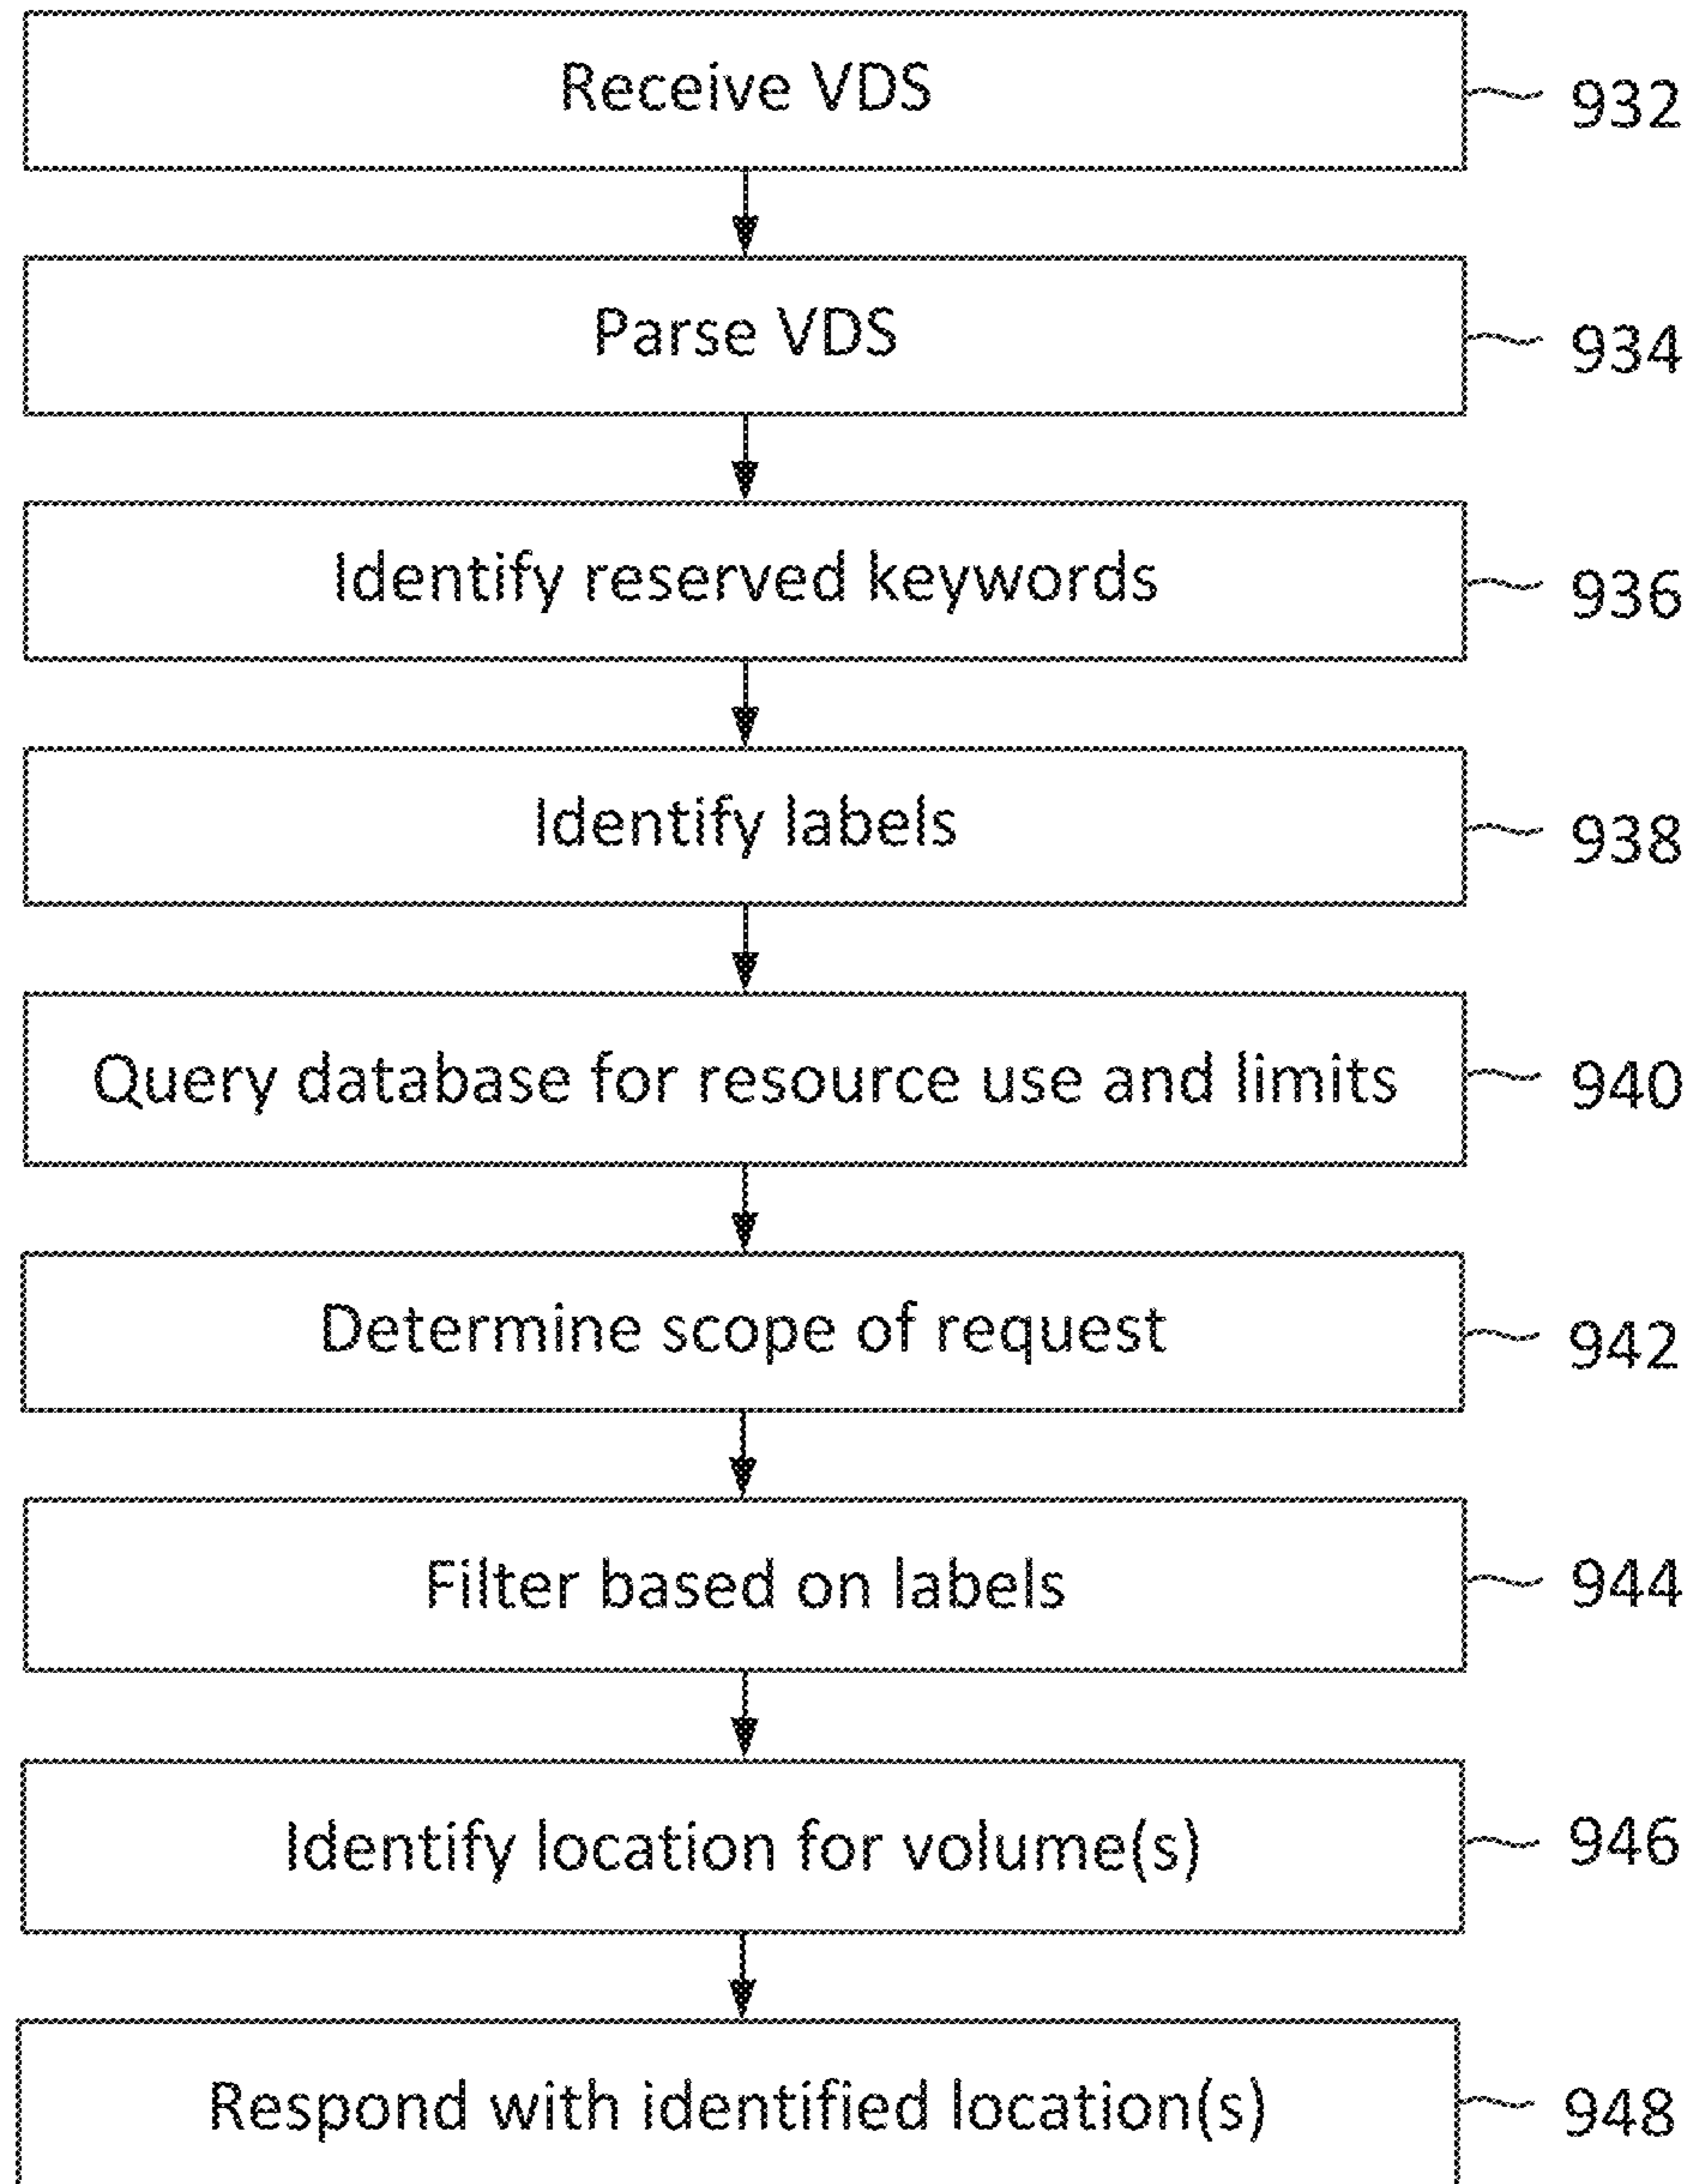 Receive VDS 932
Parse VDS 934
Identify reserved keywords 936
Identify labels 938
Query database for resource use and limits 940
Determine scope of request 942
Filter based on labels 944
Identify location for volume(s) 946
Respond with identified location(s) 948